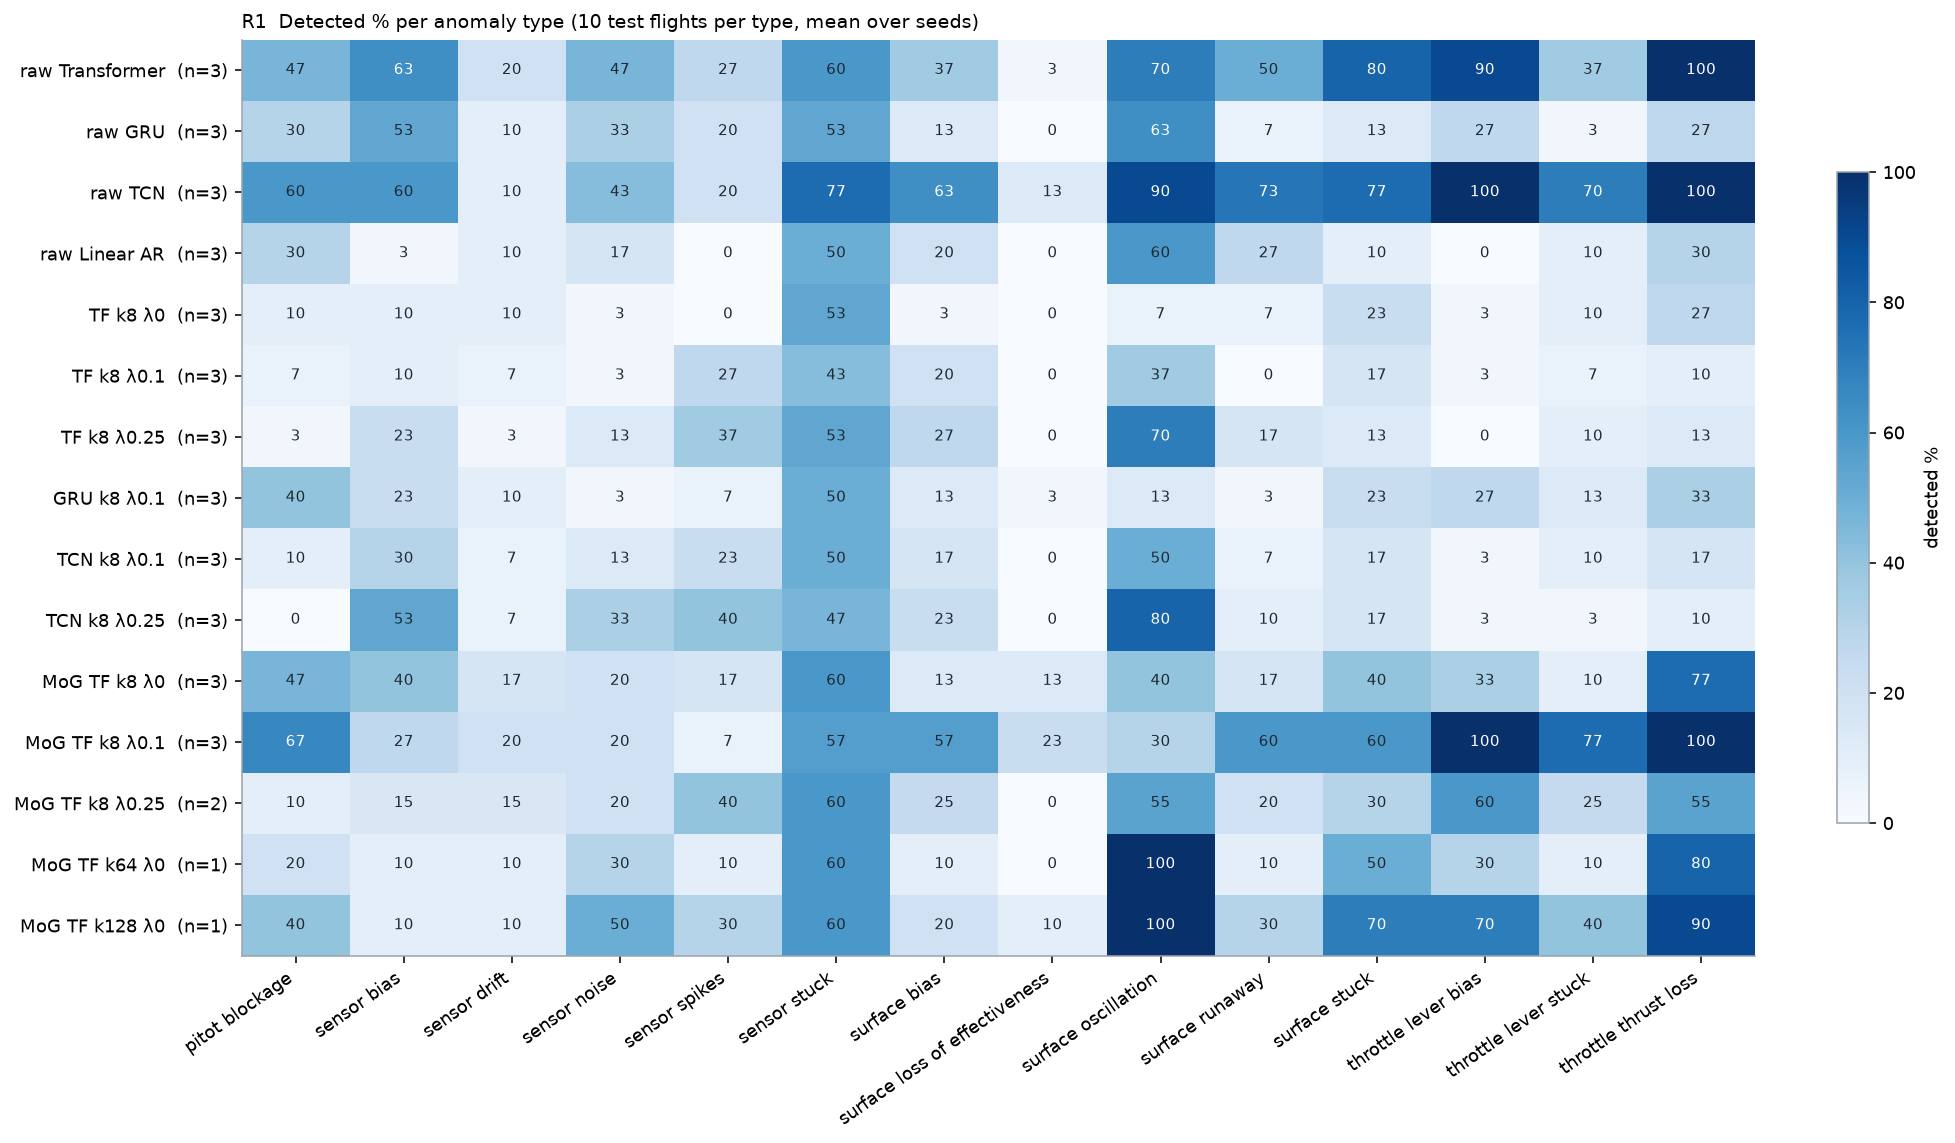 R1  Detected % per anomaly type (10 test flights per type, mean over seeds)
raw Transformer  (n=3) 47 63 20 47 27 60 37 3 70 50 80 90 37 100
raw GRU  (n=3) 30 53 10 33 20 53 13 0 63 7 13 27 3 27
raw TCN  (n=3) 60 60 10 43 20 77 63 13 90 73 77 100 70 100
raw Linear AR  (n=3) 30 3 10 17 0 50 20 0 60 27 10 0 10 30
TF k8 λ0  (n=3) 10 10 10 3 0 53 3 0 7 7 23 3 10 27
TF k8 λ0.1  (n=3) 7 10 7 3 27 43 20 0 37 0 17 3 7 10
TF k8 λ0.25  (n=3) 3 23 3 13 37 53 27 0 70 17 13 0 10 13
GRU k8 λ0.1  (n=3) 40 23 10 3 7 50 13 3 13 3 23 27 13 33
TCN k8 λ0.1  (n=3) 10 30 7 13 23 50 17 0 50 7 17 3 10 17
TCN k8 λ0.25  (n=3) 0 53 7 33 40 47 23 0 80 10 17 3 3 10
MoG TF k8 λ0  (n=3) 47 40 17 20 17 60 13 13 40 17 40 33 10 77
MoG TF k8 λ0.1  (n=3) 67 27 20 20 7 57 57 23 30 60 60 100 77 100
MoG TF k8 λ0.25  (n=2) 10 15 15 20 40 60 25 0 55 20 30 60 25 55
MoG TF k64 λ0  (n=1) 20 10 10 30 10 60 10 0 100 10 50 30 10 80
MoG TF k128 λ0  (n=1) 40 10 10 50 30 60 20 10 100 30 70 70 40 90
pitot blockage
sensor bias
sensor drift
sensor noise
sensor spikes
sensor stuck
surface bias
surface loss of effectiveness
surface oscillation
surface runaway
surface stuck
throttle lever bias
throttle lever stuck
throttle thrust loss
100
80
60
40
20
0
detected %